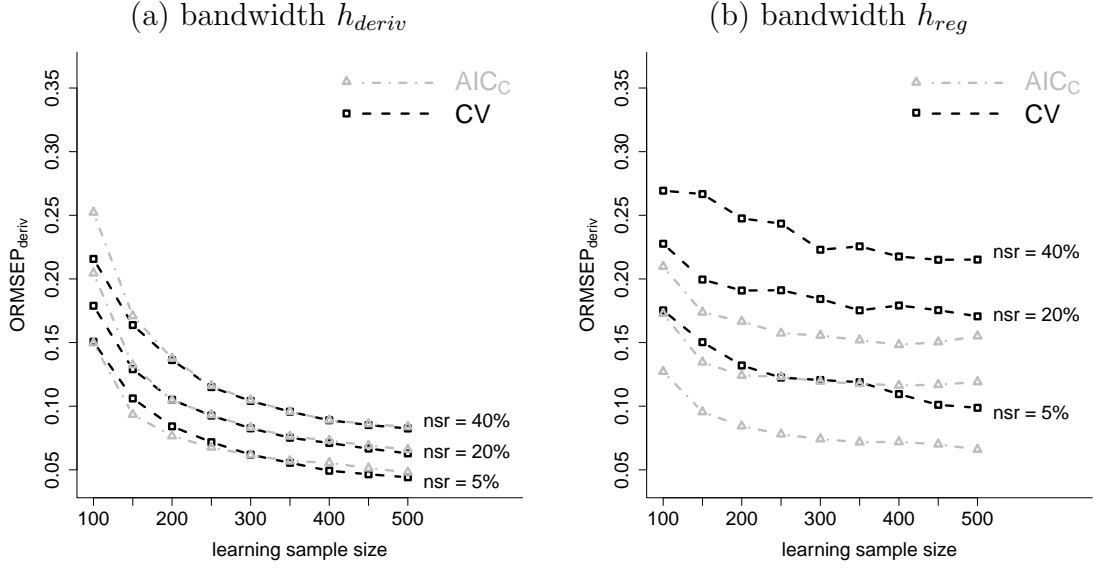 (a) bandwidth h_deriv
0.35
0.30
0.25
0.20
0.15
0.10
0.05
ORMSEP_deriv
AIC_C
CV
nsr = 40%
nsr = 20%
nsr = 5%
100 200 300 400 500
learning sample size
(b) bandwidth h_reg
0.35
0.30
0.25
0.20
0.15
0.10
0.05
ORMSEP_deriv
AIC_C
CV
nsr = 40%
nsr = 20%
nsr = 5%
100 200 300 400 500
learning sample size